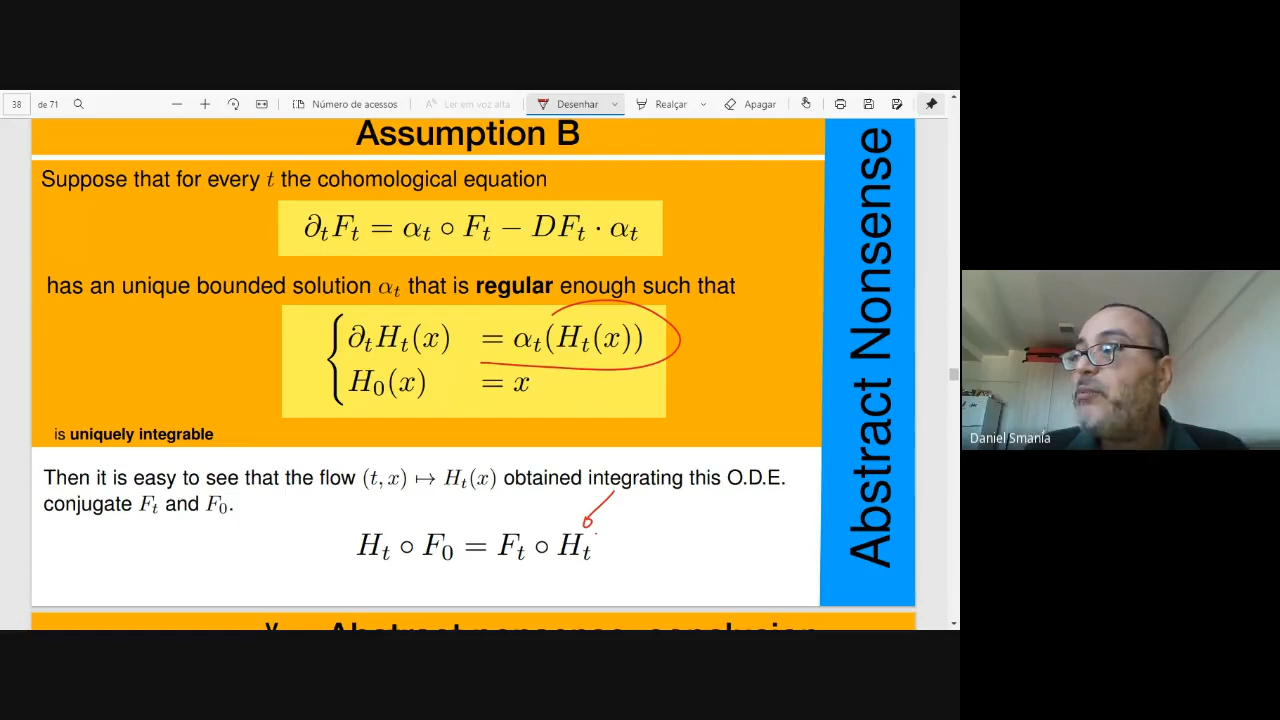 38 de 71 Número de acessos Ler em voz alta Desenhar Realçar Apagar
Assumption B
Suppose that for every t the cohomological equation
∂ₜFₜ = αₜ ∘ Fₜ − DFₜ · αₜ
has an unique bounded solution αₜ that is regular enough such that
∂ₜHₜ(x) = αₜ(Hₜ(x))
H₀(x) = x
is uniquely integrable
Then it is easy to see that the flow (t, x) ↦ Hₜ(x) obtained integrating this O.D.E.
conjugate Fₜ and F₀.
Hₜ ∘ F₀ = Fₜ ∘ Hₜ
Abstract nonsense, conclusion
Abstract Nonsense
Daniel Smania